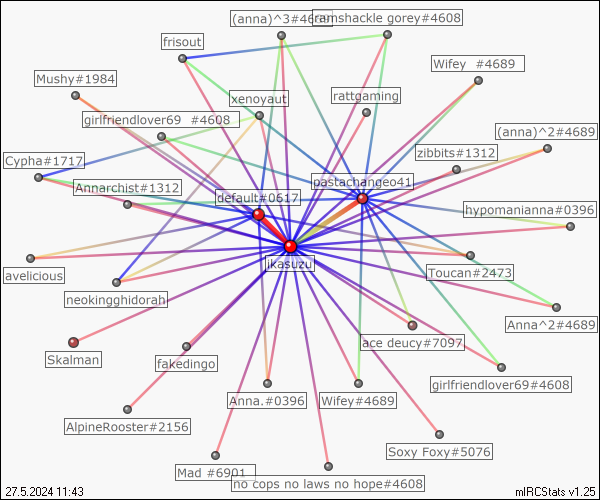 (anna)^3#46
ramshackle gorey#4608
frisout
Wifey  #4689
Mushy#1984
xenoyaut
rattgaming
girlfriendlover69  #4608
(anna)^2#4689
zibbits#1312
Cypha#1717
Annarchist#1312
pastachangeo41
default#0617
hypomanianna#0396
jikasuzu
avelicious
Toucan#2473
neokingghidorah
Anna^2#4689
ace deucy#7097
Skalman
fakedingo
girlfriendlover69#4608
Anna.#0396
Wifey#4689
AlpineRooster#2156
Soxy Foxy#5076
Mad #6901
no cops no laws no hope#4608
27.5.2024 11:43
mIRCStats v1.25